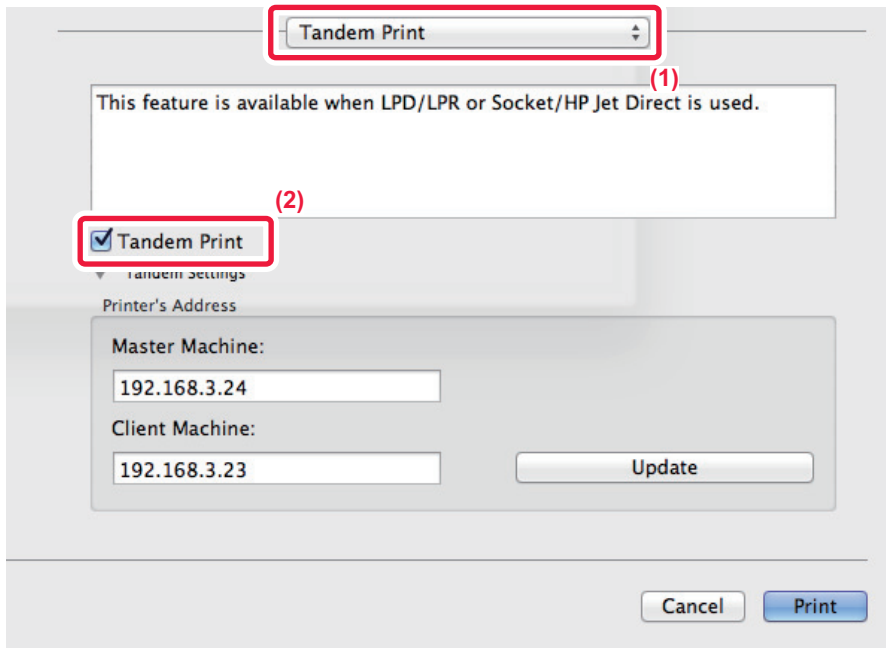 Tandem Print
(1)
This feature is available when LPD/LPR or Socket/HP Jet Direct is used.
(2)
Tandem Print
Tandem Settings
Printer's Address
Master Machine:
192.168.3.24
Client Machine:
192.168.3.23
Update
Cancel
Print